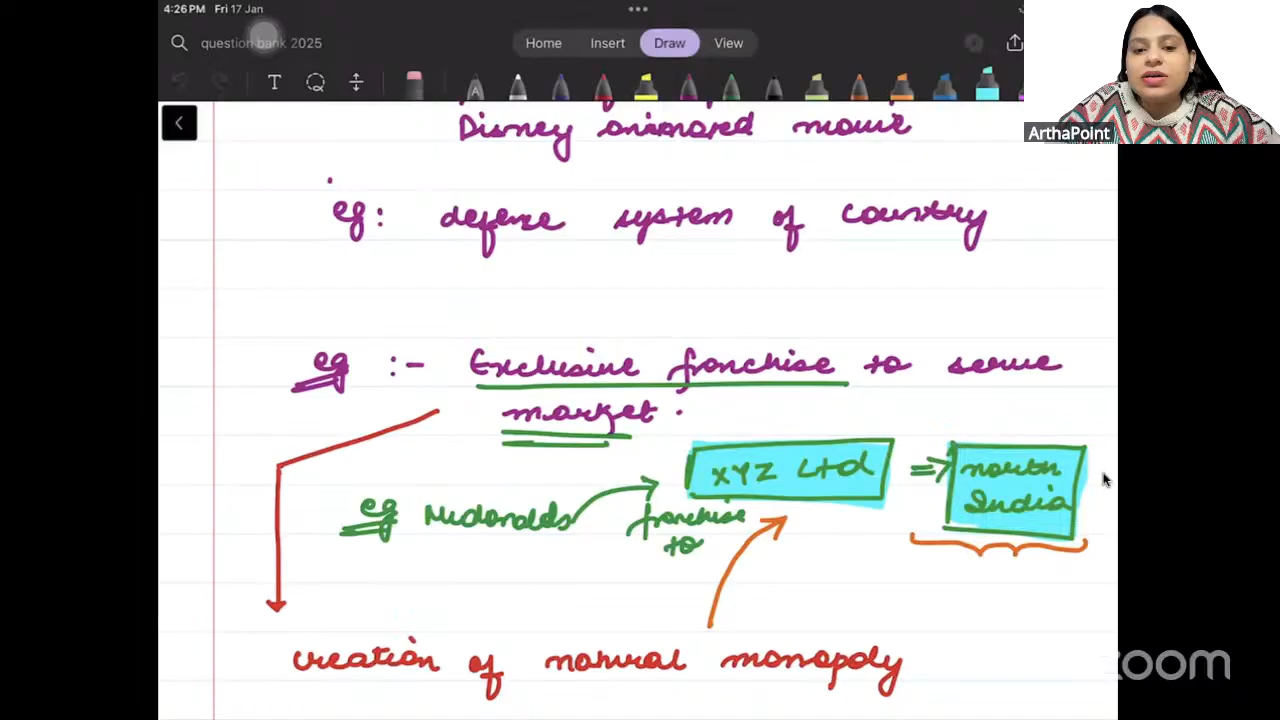 4:26 PM Fri 17 Jan
question bank 2025
Home Insert Draw View
ArthaPoint
Disney animated movie
eg: defense system of country
eg :- Exclusive franchise to serve
market.
XYZ Ltd => north
India
eg Mcdonalds franchise
to
creation of natural monopoly
zoom